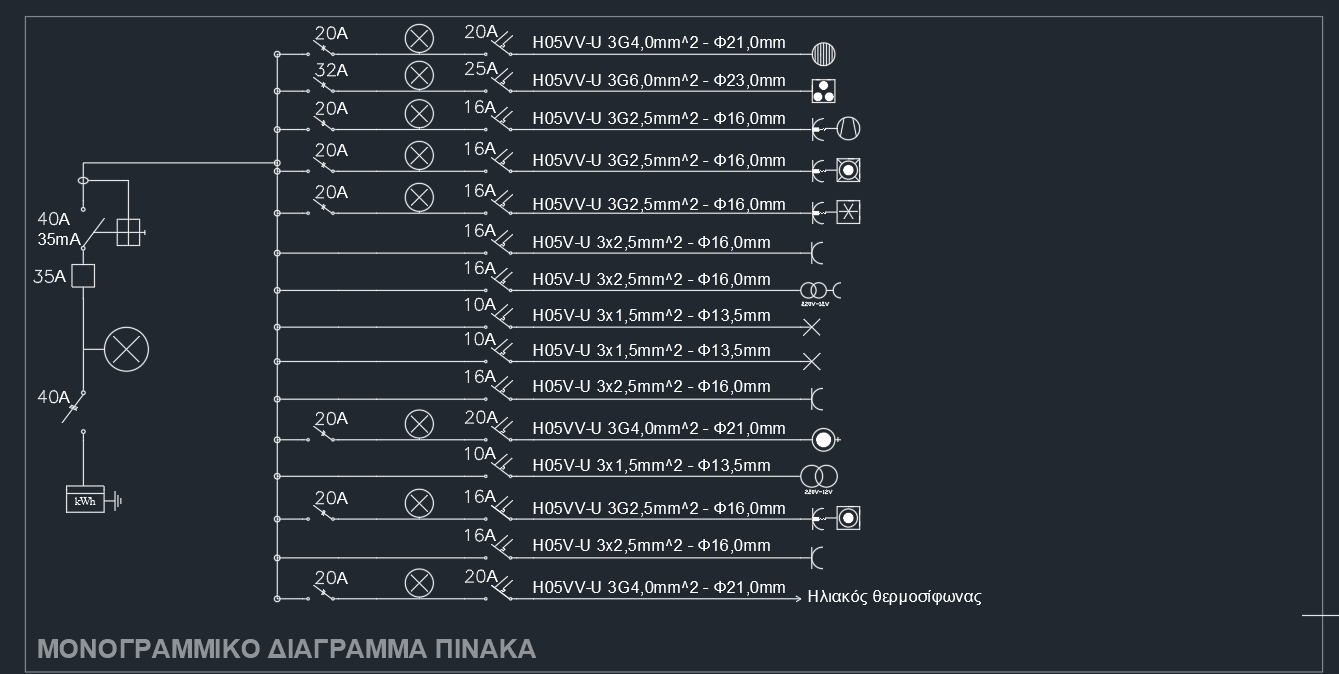 20A
20A
H05VV-U 3G4,0mm^2 - Φ21,0mm
32A
25A
H05VV-U 3G6,0mm^2 - Φ23,0mm
20A
16A
H05VV-U 3G2,5mm^2 - Φ16,0mm
20A
16A
H05VV-U 3G2,5mm^2 - Φ16,0mm
20A
16A
H05VV-U 3G2,5mm^2 - Φ16,0mm
40A
35mA
16A
H05V-U 3x2,5mm^2 - Φ16,0mm
35A
16A
H05V-U 3x2,5mm^2 - Φ16,0mm
220V-12V
10A
H05V-U 3x1,5mm^2 - Φ13,5mm
10A
H05V-U 3x1,5mm^2 - Φ13,5mm
40A
16A
H05V-U 3x2,5mm^2 - Φ16,0mm
20A
20A
H05VV-U 3G4,0mm^2 - Φ21,0mm
10A
H05V-U 3x1,5mm^2 - Φ13,5mm
220V-12V
kWh
20A
16A
H05VV-U 3G2,5mm^2 - Φ16,0mm
16A
H05V-U 3x2,5mm^2 - Φ16,0mm
20A
20A
H05VV-U 3G4,0mm^2 - Φ21,0mm
Ηλιακός θερμοσίφωνας
ΜΟΝΟΓΡΑΜΜΙΚΟ ΔΙΑΓΡΑΜΜΑ ΠΙΝΑΚΑ